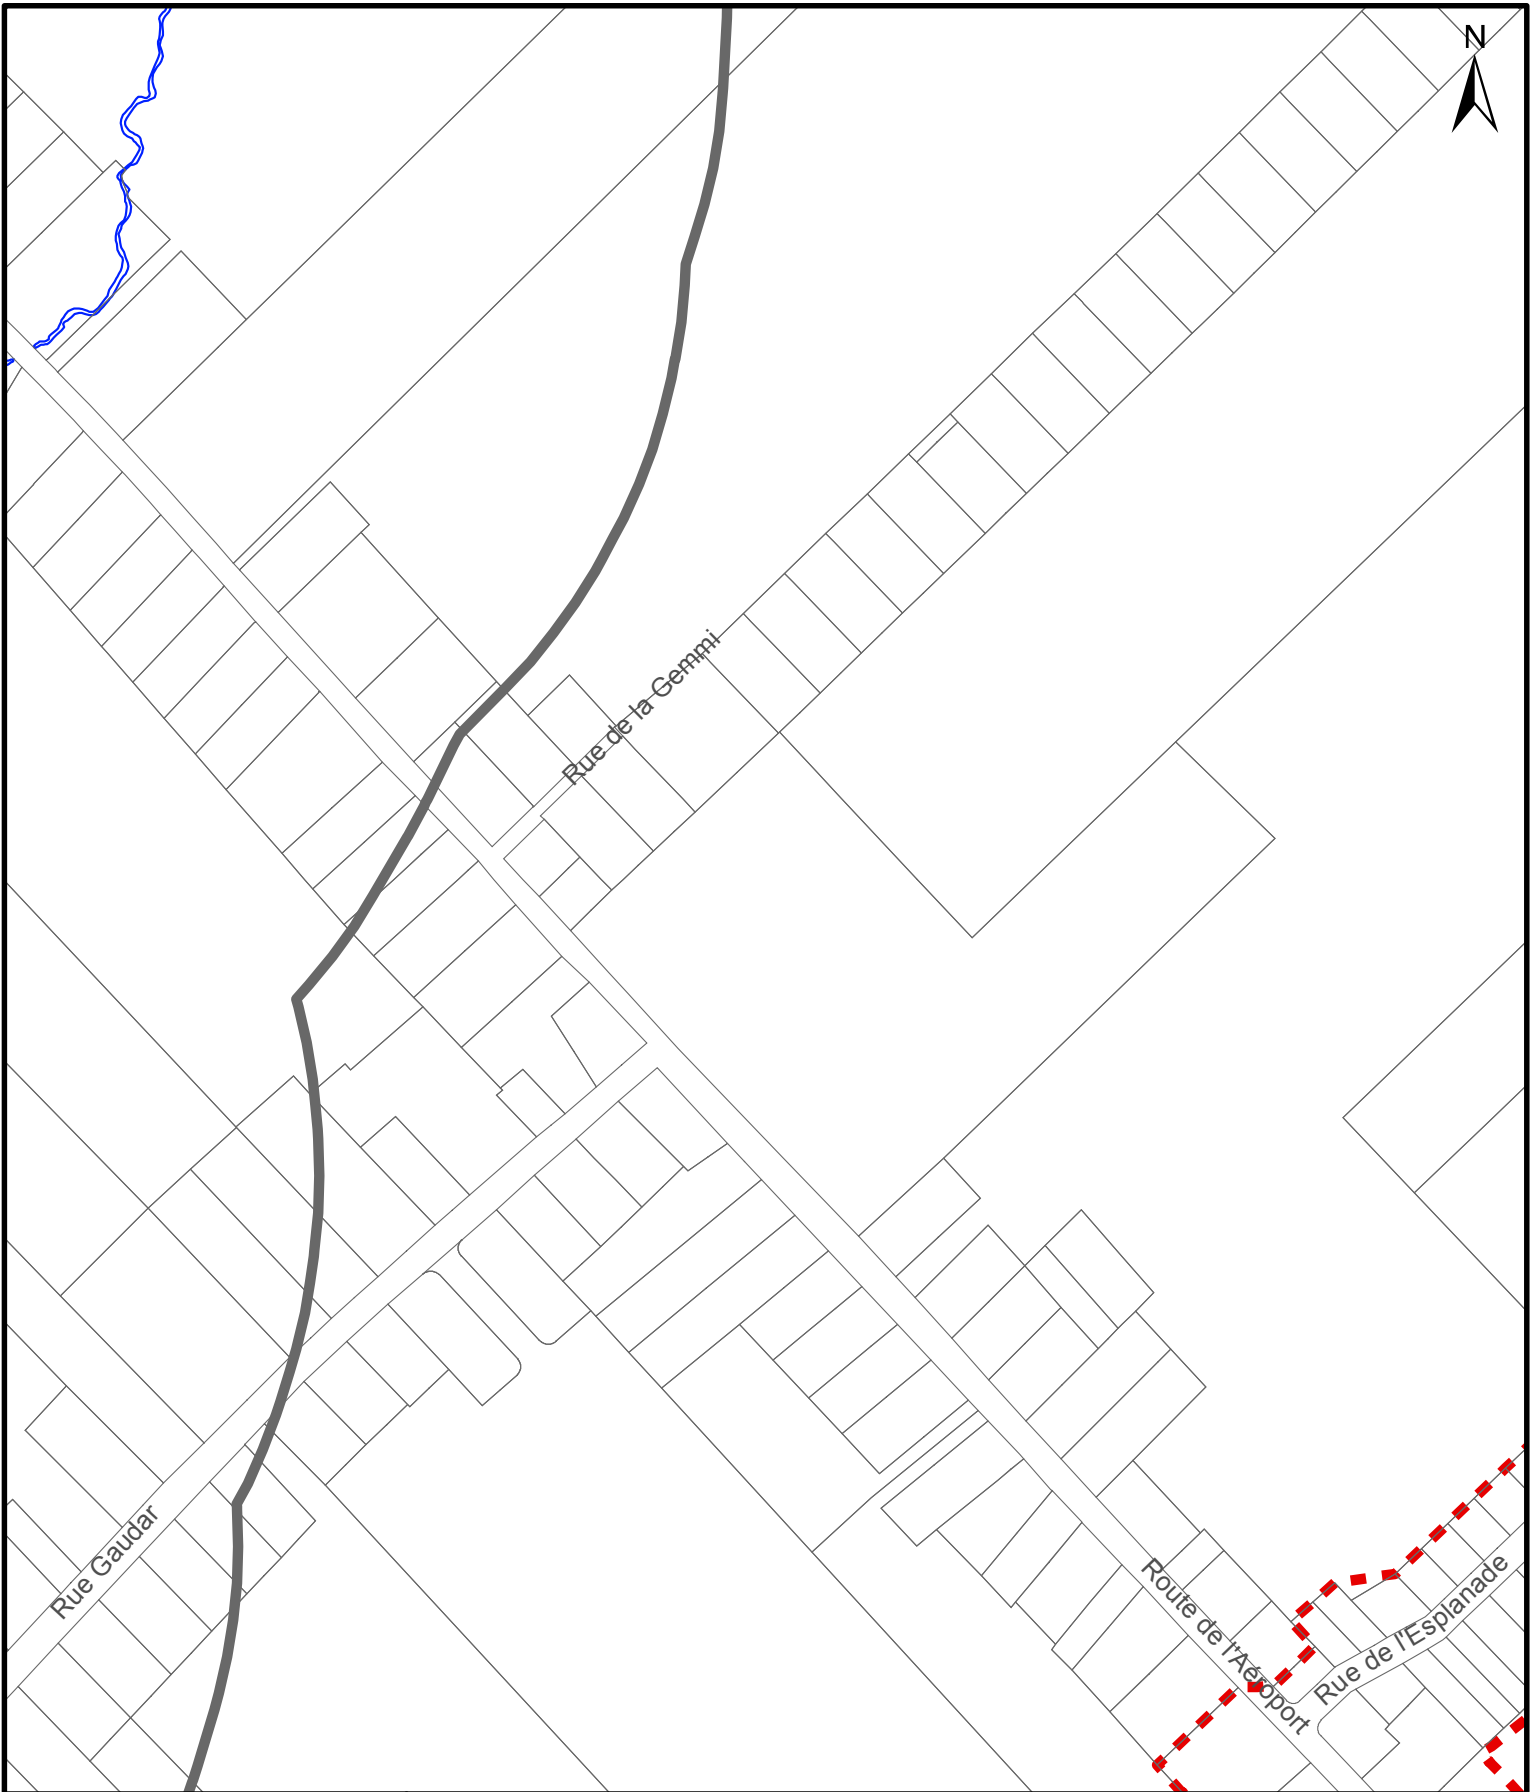 N
Rue de la Gemmi
Rue Gaudar
Route de l'Aéroport
Rue de l'Esplanade